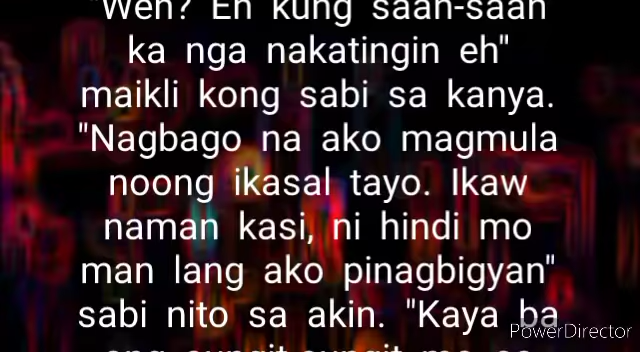 "Weh? Eh kung saan-saan
ka nga nakatingin eh"
maikli kong sabi sa kanya.
"Nagbago na ako magmula
noong ikasal tayo. Ikaw
naman kasi, ni hindi mo
man lang ako pinagbigyan"
sabi nito sa akin. "Kaya ba
PowerDirector